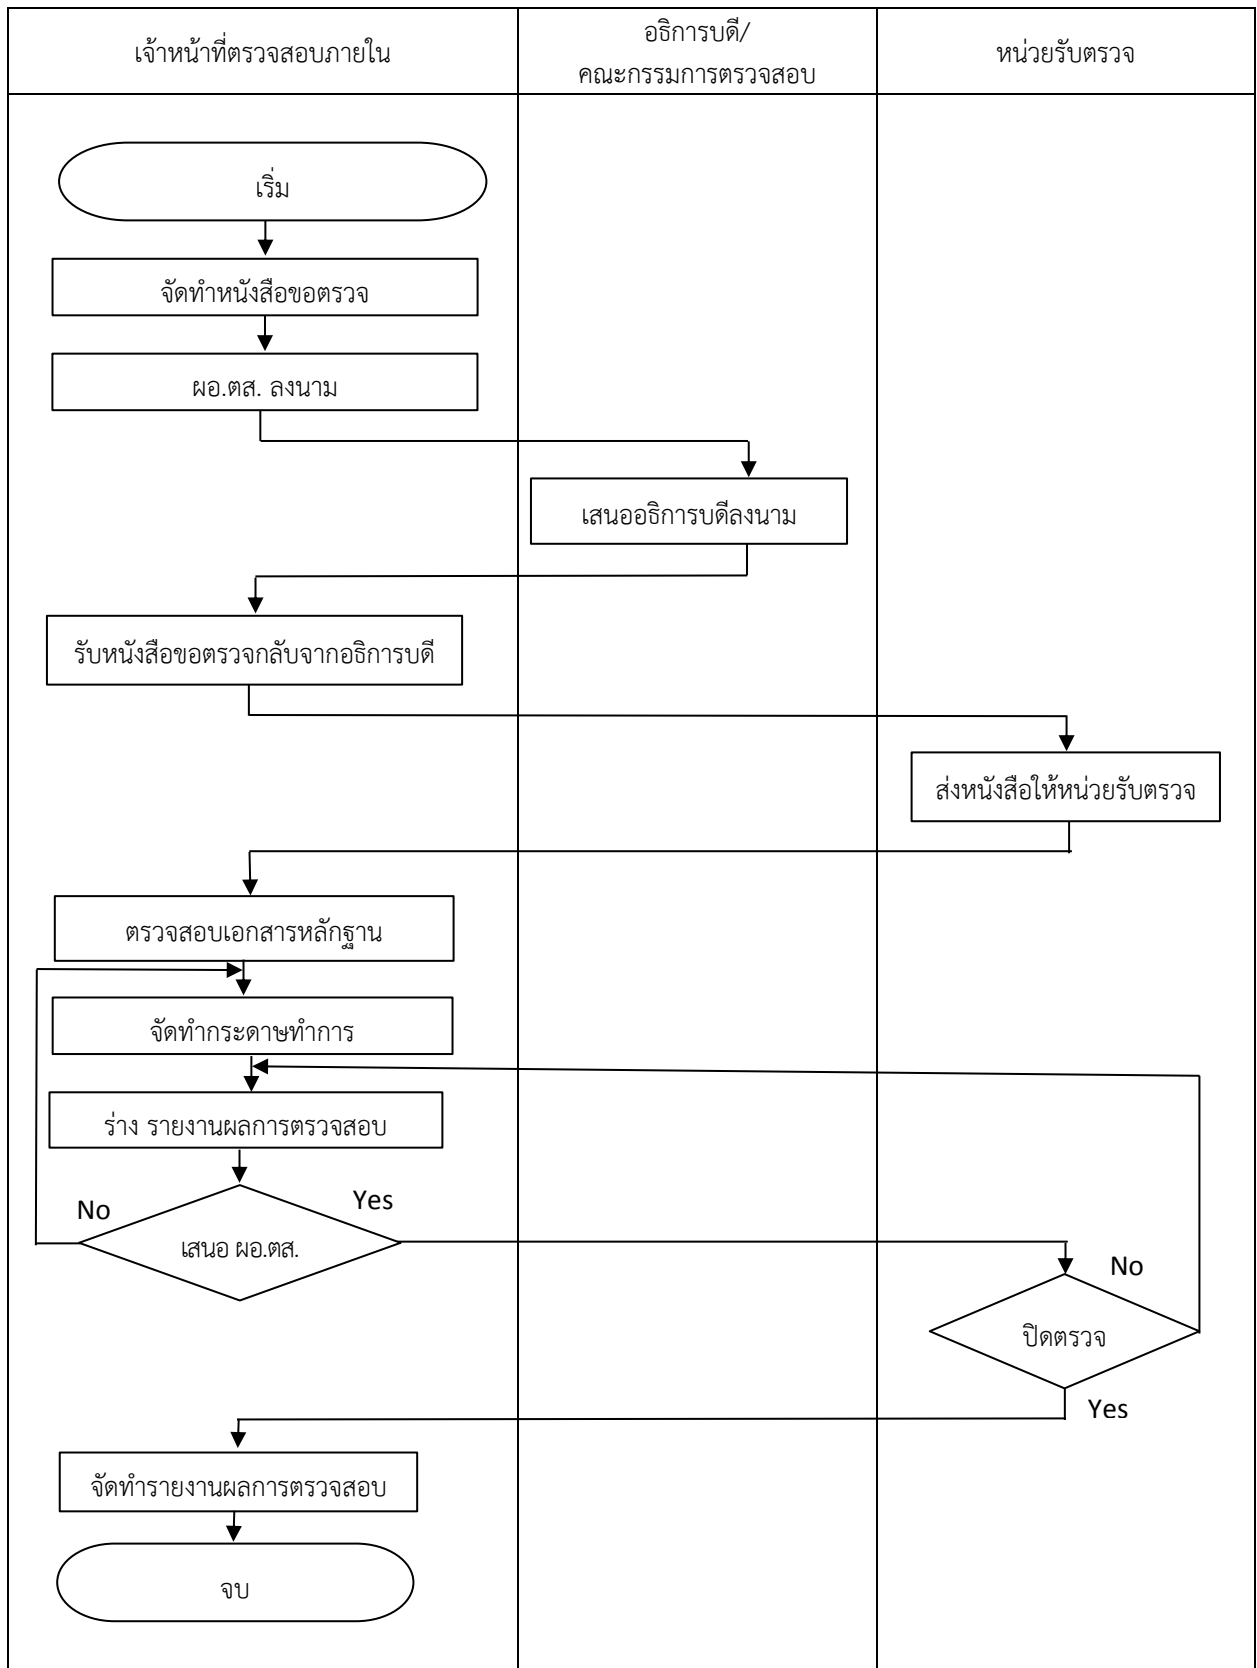 เจ้าหน้าที่ตรวจสอบภายใน
อธิการบดี/
คณะกรรมการตรวจสอบ
หน่วยรับตรวจ
เริ่ม
จัดทำหนังสือขอตรวจ
ผอ.ตส. ลงนาม
เสนออธิการบดีลงนาม
รับหนังสือขอตรวจกลับจากอธิการบดี
ส่งหนังสือให้หน่วยรับตรวจ
ตรวจสอบเอกสารหลักฐาน
จัดทำกระดาษทำการ
ร่าง รายงานผลการตรวจสอบ
No
Yes
เสนอ ผอ.ตส.
No
ปิดตรวจ
Yes
จัดทำรายงานผลการตรวจสอบ
จบ